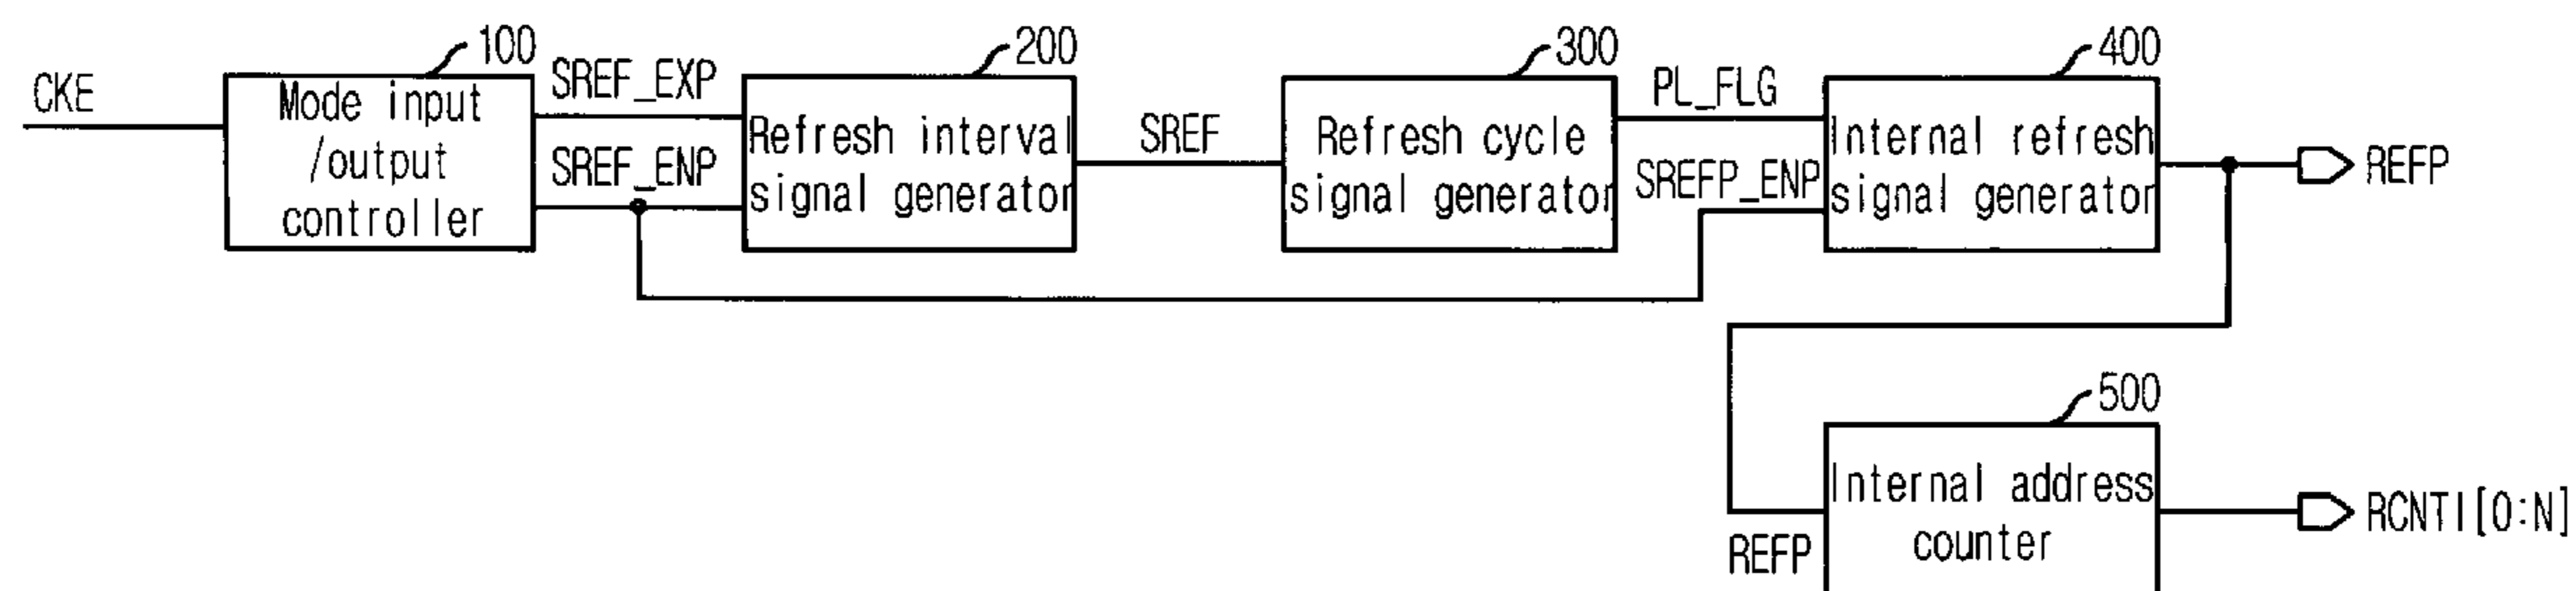 CKE
100
Mode input
/output
controller
SREF_EXP
SREF_ENP
200
Refresh interval
signal generator
SREF
300
Refresh cycle
signal generator
PL_FLG
SREFP_ENP
400
Internal refresh
signal generator
REFP
500
REFP
Internal address
counter
RCNTI[0:N]